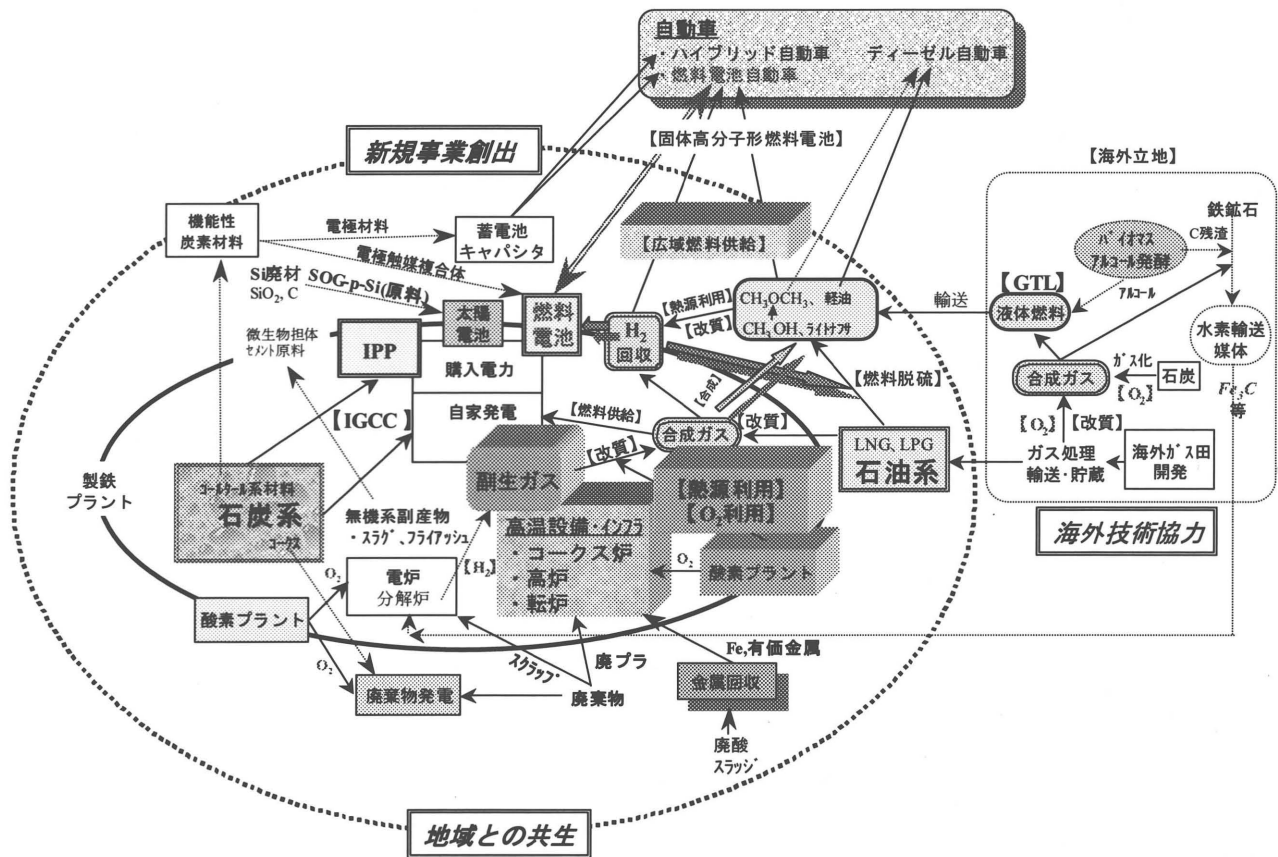 自動車
・ハイブリッド自動車 ディーゼル自動車
・燃料電池自動車
【固体高分子形燃料電池】
新規事業創出
【海外立地】
機能性
炭素材料
電極材料
蓄電池
キャパシタ
電極触媒複合体
【広域燃料供給】
鉄鉱石
バイオマス
アルコール発酵
C残渣
アルコール
Si廃材
SiO2, C
SOG-p-Si(原料)
太陽
電池
燃料
電池
【熱源利用】
【改質】
H2
回収
CH3OCH3、軽油
CH3OH、ライトナフサ
輸送
【GTL】
液体燃料
水素輸送
媒体
Fe3C
等
微生物担体
セメント原料
IPP
購入電力
【燃料脱硫】
ガス化
石炭
【O2】
合成ガス
【合成】
【IGCC】
自家発電
【燃料供給】
合成ガス
【改質】
【改質】
LNG、LPG
石油系
【O2】
【改質】
ガス処理
輸送・貯蔵
海外ガス田
開発
製鉄
プラント
コールタール系材料
石炭系
コークス
副生ガス
【熱源利用】
【O2利用】
海外技術協力
無機系副産物
・スラグ、フライアッシュ
高温設備・インフラ
・コークス炉
・高炉
・転炉
【H2】
O2
酸素プラント
O2
電炉
分解炉
酸素プラント
O2
スクラップ
廃プラ
廃棄物
廃棄物発電
Fe,有価金属
金属回収
廃酸
スラッジ
地域との共生